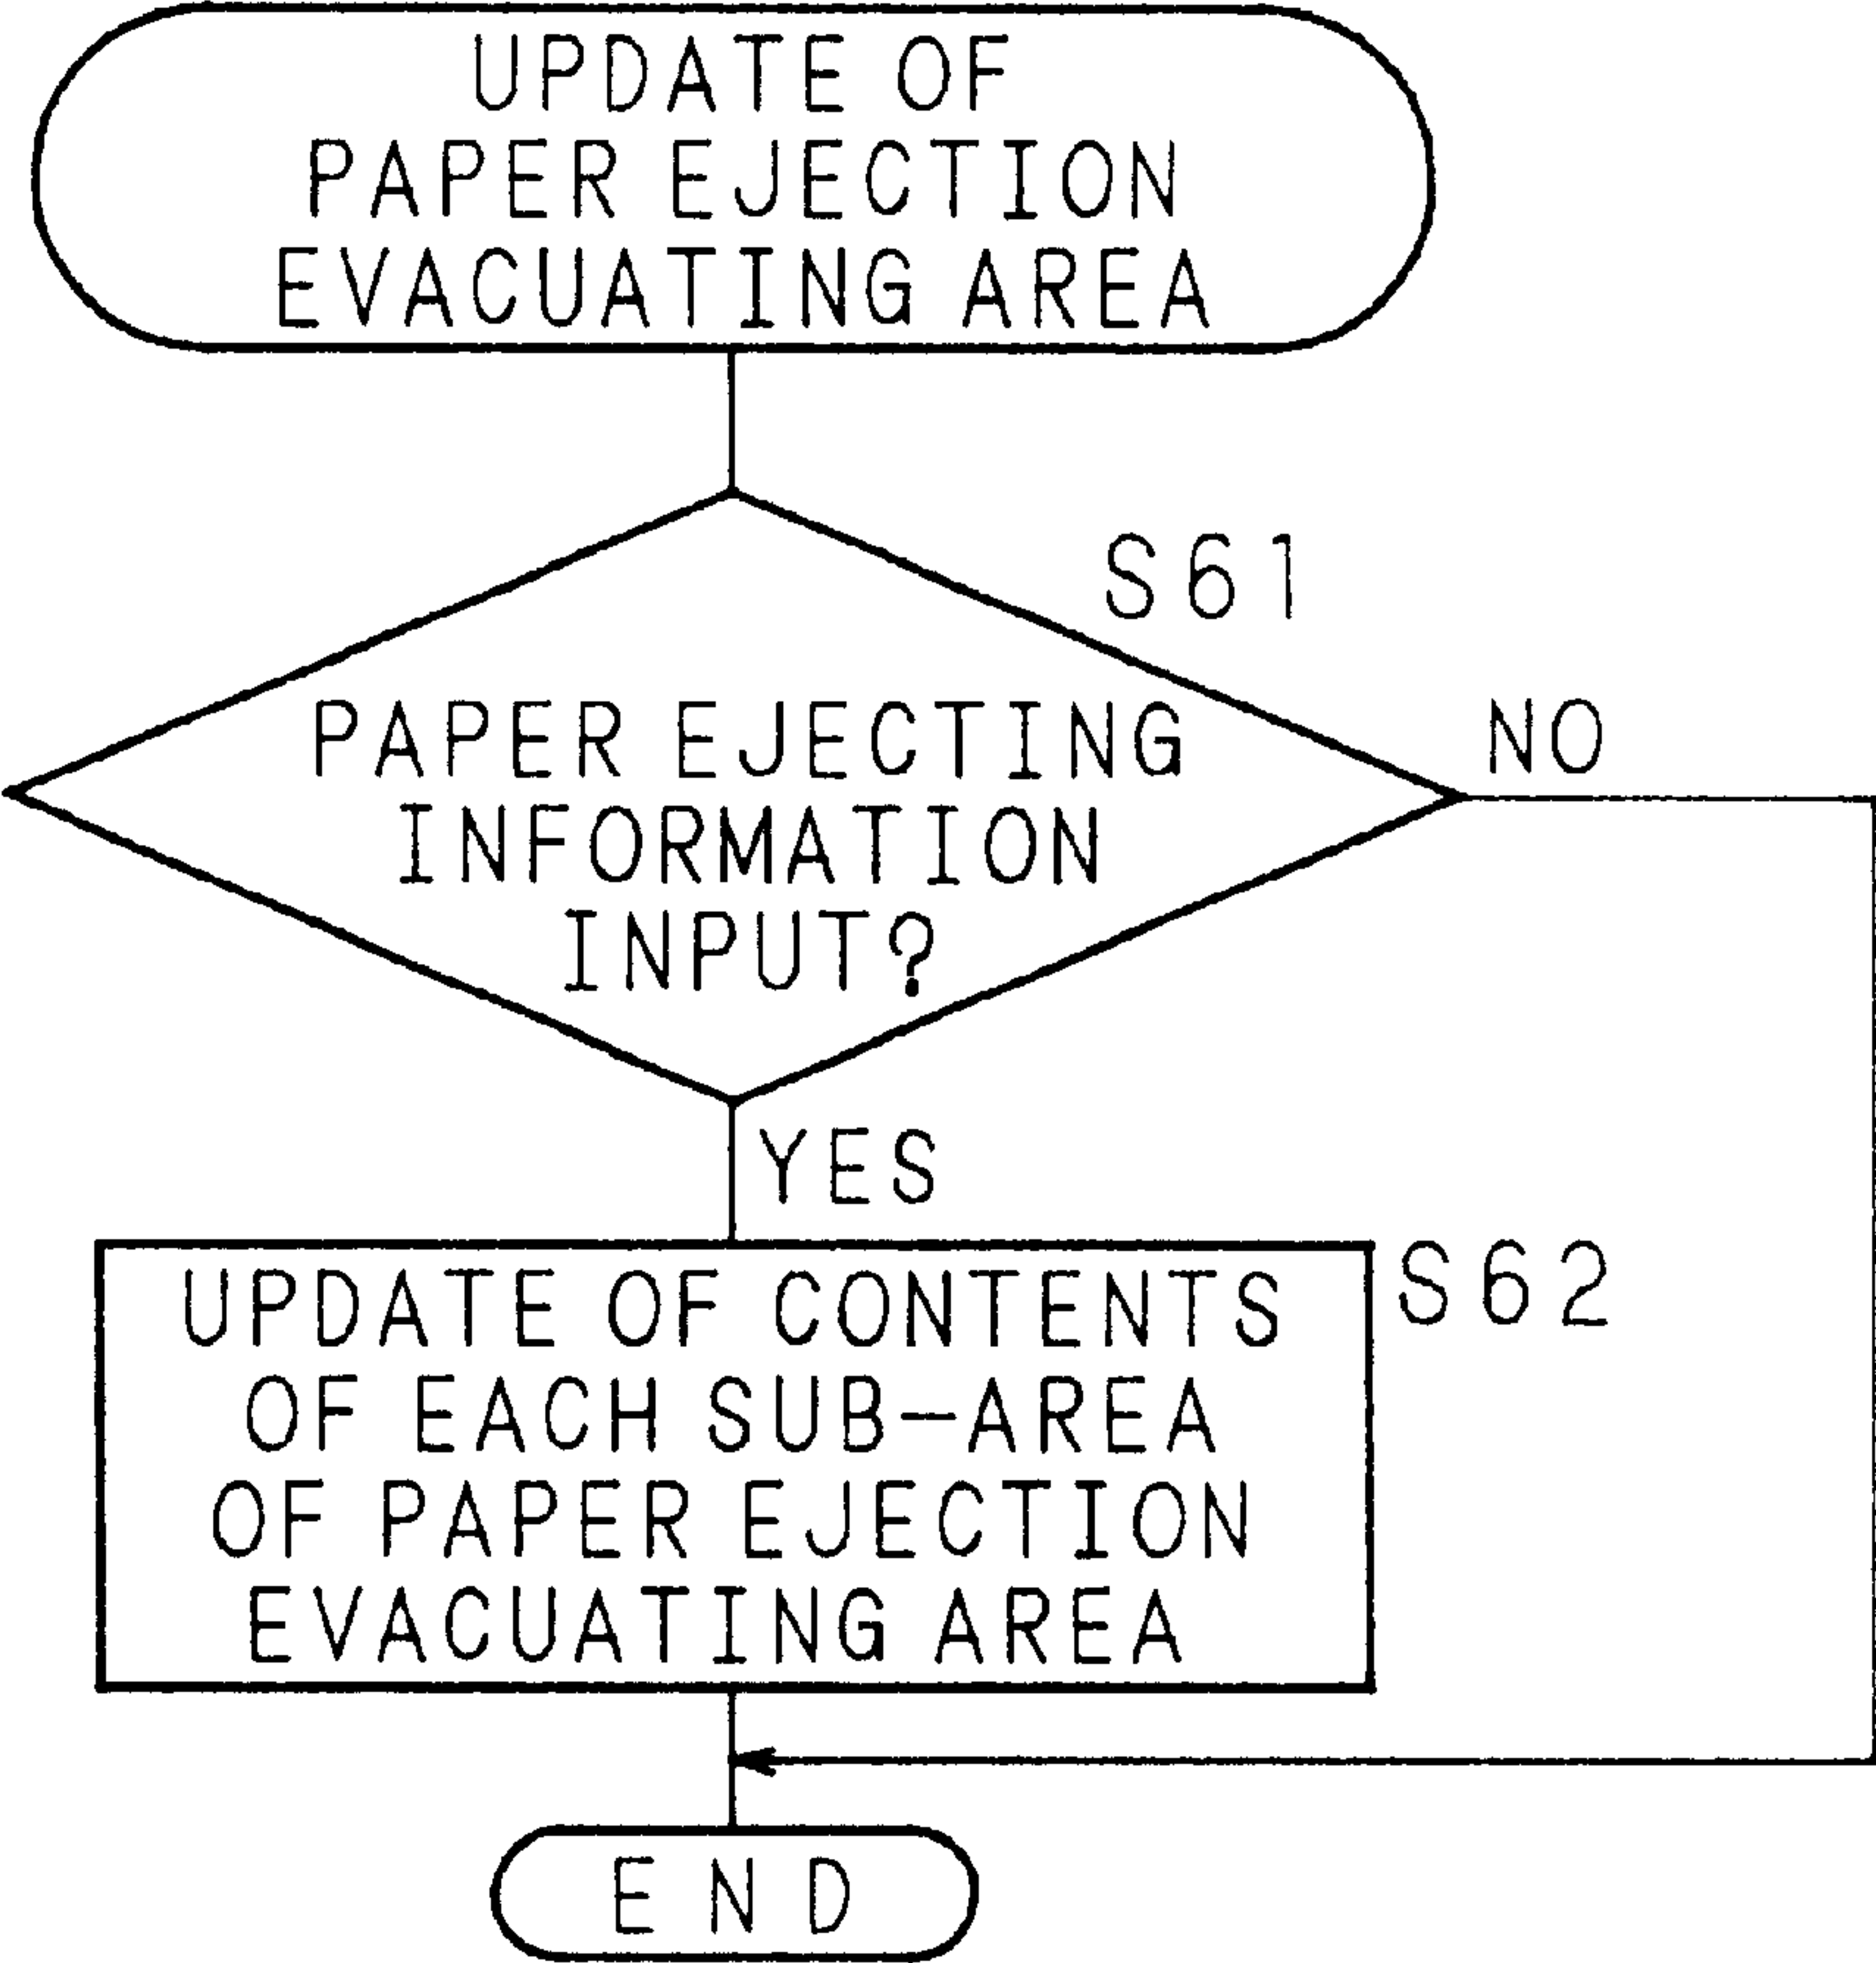 UPDATE OF
PAPER EJECTION
EVACUATING AREA
S61
PAPER EJECTING
INFORMATION
INPUT?
NO
YES
S62
UPDATE OF CONTENTS
OF EACH SUB-AREA
OF PAPER EJECTION
EVACUATING AREA
END